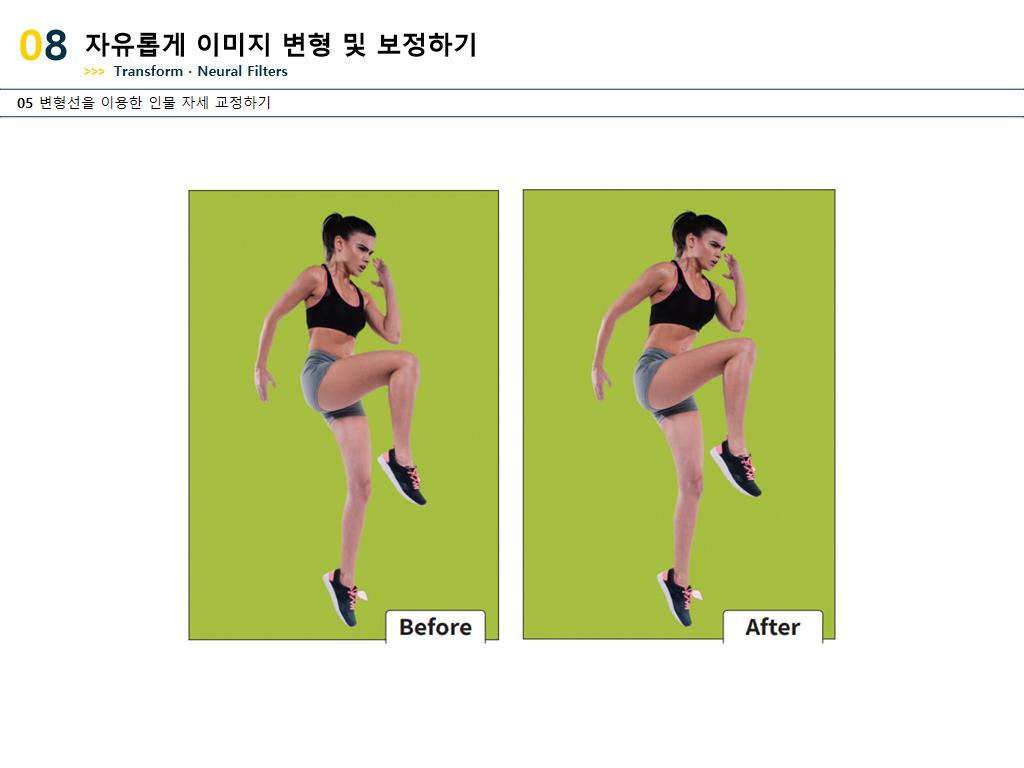 08 자유롭게 이미지 변형 및 보정하기
>>> Transform · Neural Filters
05 변형선을 이용한 인물 자세 교정하기
Before
After